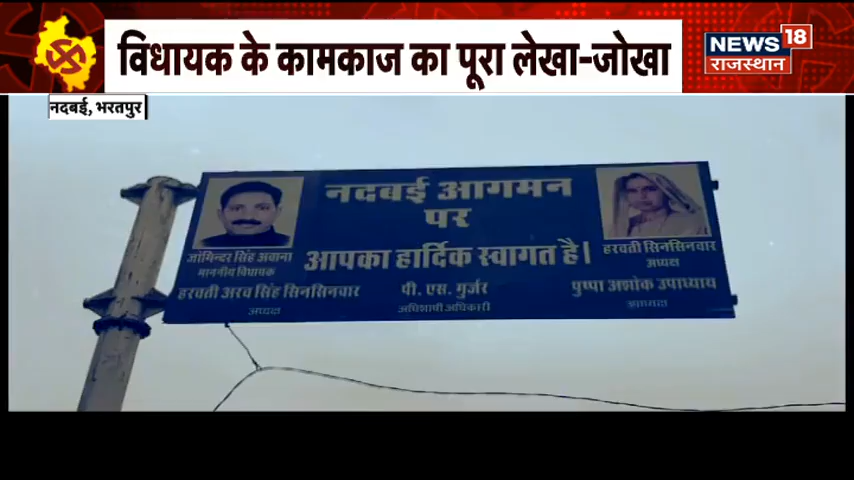 विधायक के कामकाज का पूरा लेखा-जोखा
NEWS 18
राजस्थान
नदबई, भरतपुर
नदबई आगमन
पर
आपका हार्दिक स्वागत है।
जोगिन्दर सिंह अवाना
माननीय विधायक
हरवती सिनसिनवार
अध्यक्ष
हरवती अरब सिंह सिनसिनवार
अध्यक्ष
पी. एस. गुर्जर
अधिशाषी अधिकारी
पुष्पा अशोक उपाध्याय